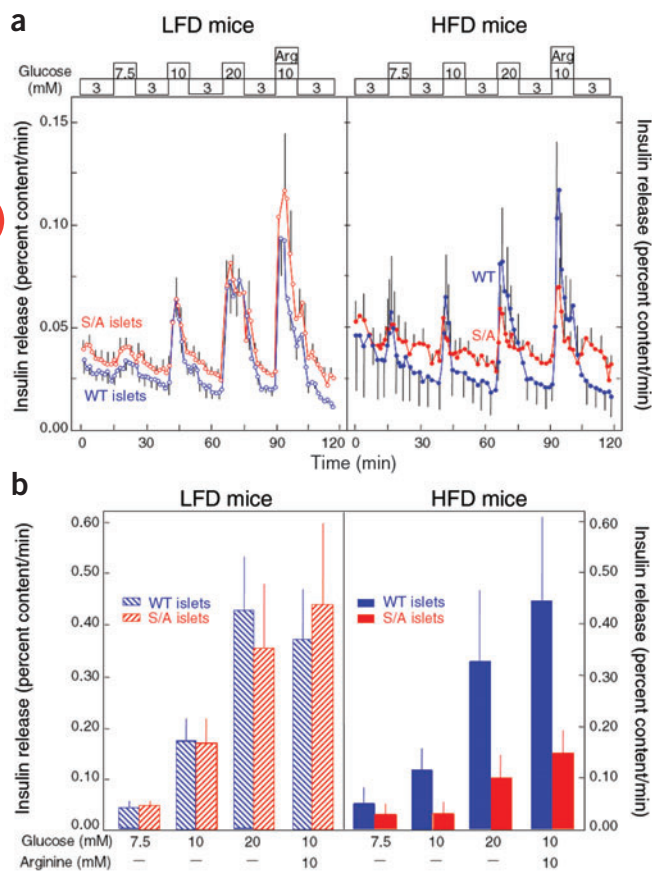 a
LFD mice
HFD mice
Glucose (mM)
3 7.5 3 10 3 20 3 Arg 10 3
3 7.5 3 10 3 20 3 Arg 10 3
Insulin release (percent content/min)
0.15
0.10
0.05
0.00
S/A islets
WT islets
WT
S/A
Insulin release (percent content/min)
0 30 60 90 120
0 30 60 90 120
Time (min)
b
LFD mice
HFD mice
Insulin release (percent content/min)
0.60
0.50
0.40
0.30
0.20
0.10
0.00
WT islets
S/A islets
WT islets
S/A islets
0.60
0.50
0.40
0.30
0.20
0.10
0.00
Insulin release (percent content/min)
Glucose (mM) 7.5 10 20 10 7.5 10 20 10
Arginine (mM) — — — 10 — — — 10